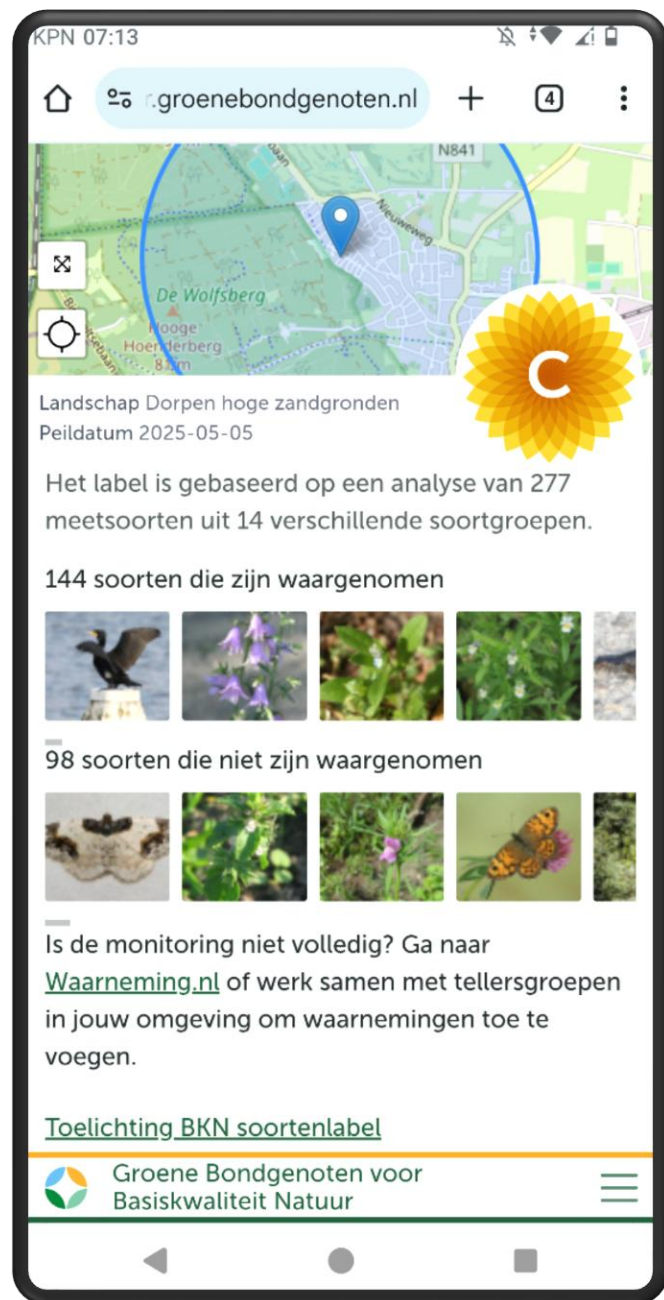 KPN 07:13
.groenebondgenoten.nl
4
N841
Nieuweweg
De Wolfsberg
Hooge
Hoenderberg
C
Landschap Dorpen hoge zandgronden
Peildatum 2025-05-05
Het label is gebaseerd op een analyse van 277
meetsoorten uit 14 verschillende soortgroepen.
144 soorten die zijn waargenomen
98 soorten die niet zijn waargenomen
Is de monitoring niet volledig? Ga naar
Waarneming.nl of werk samen met tellersgroepen
in jouw omgeving om waarnemingen toe te
voegen.
Toelichting BKN soortenlabel
Groene Bondgenoten voor
Basiskwaliteit Natuur